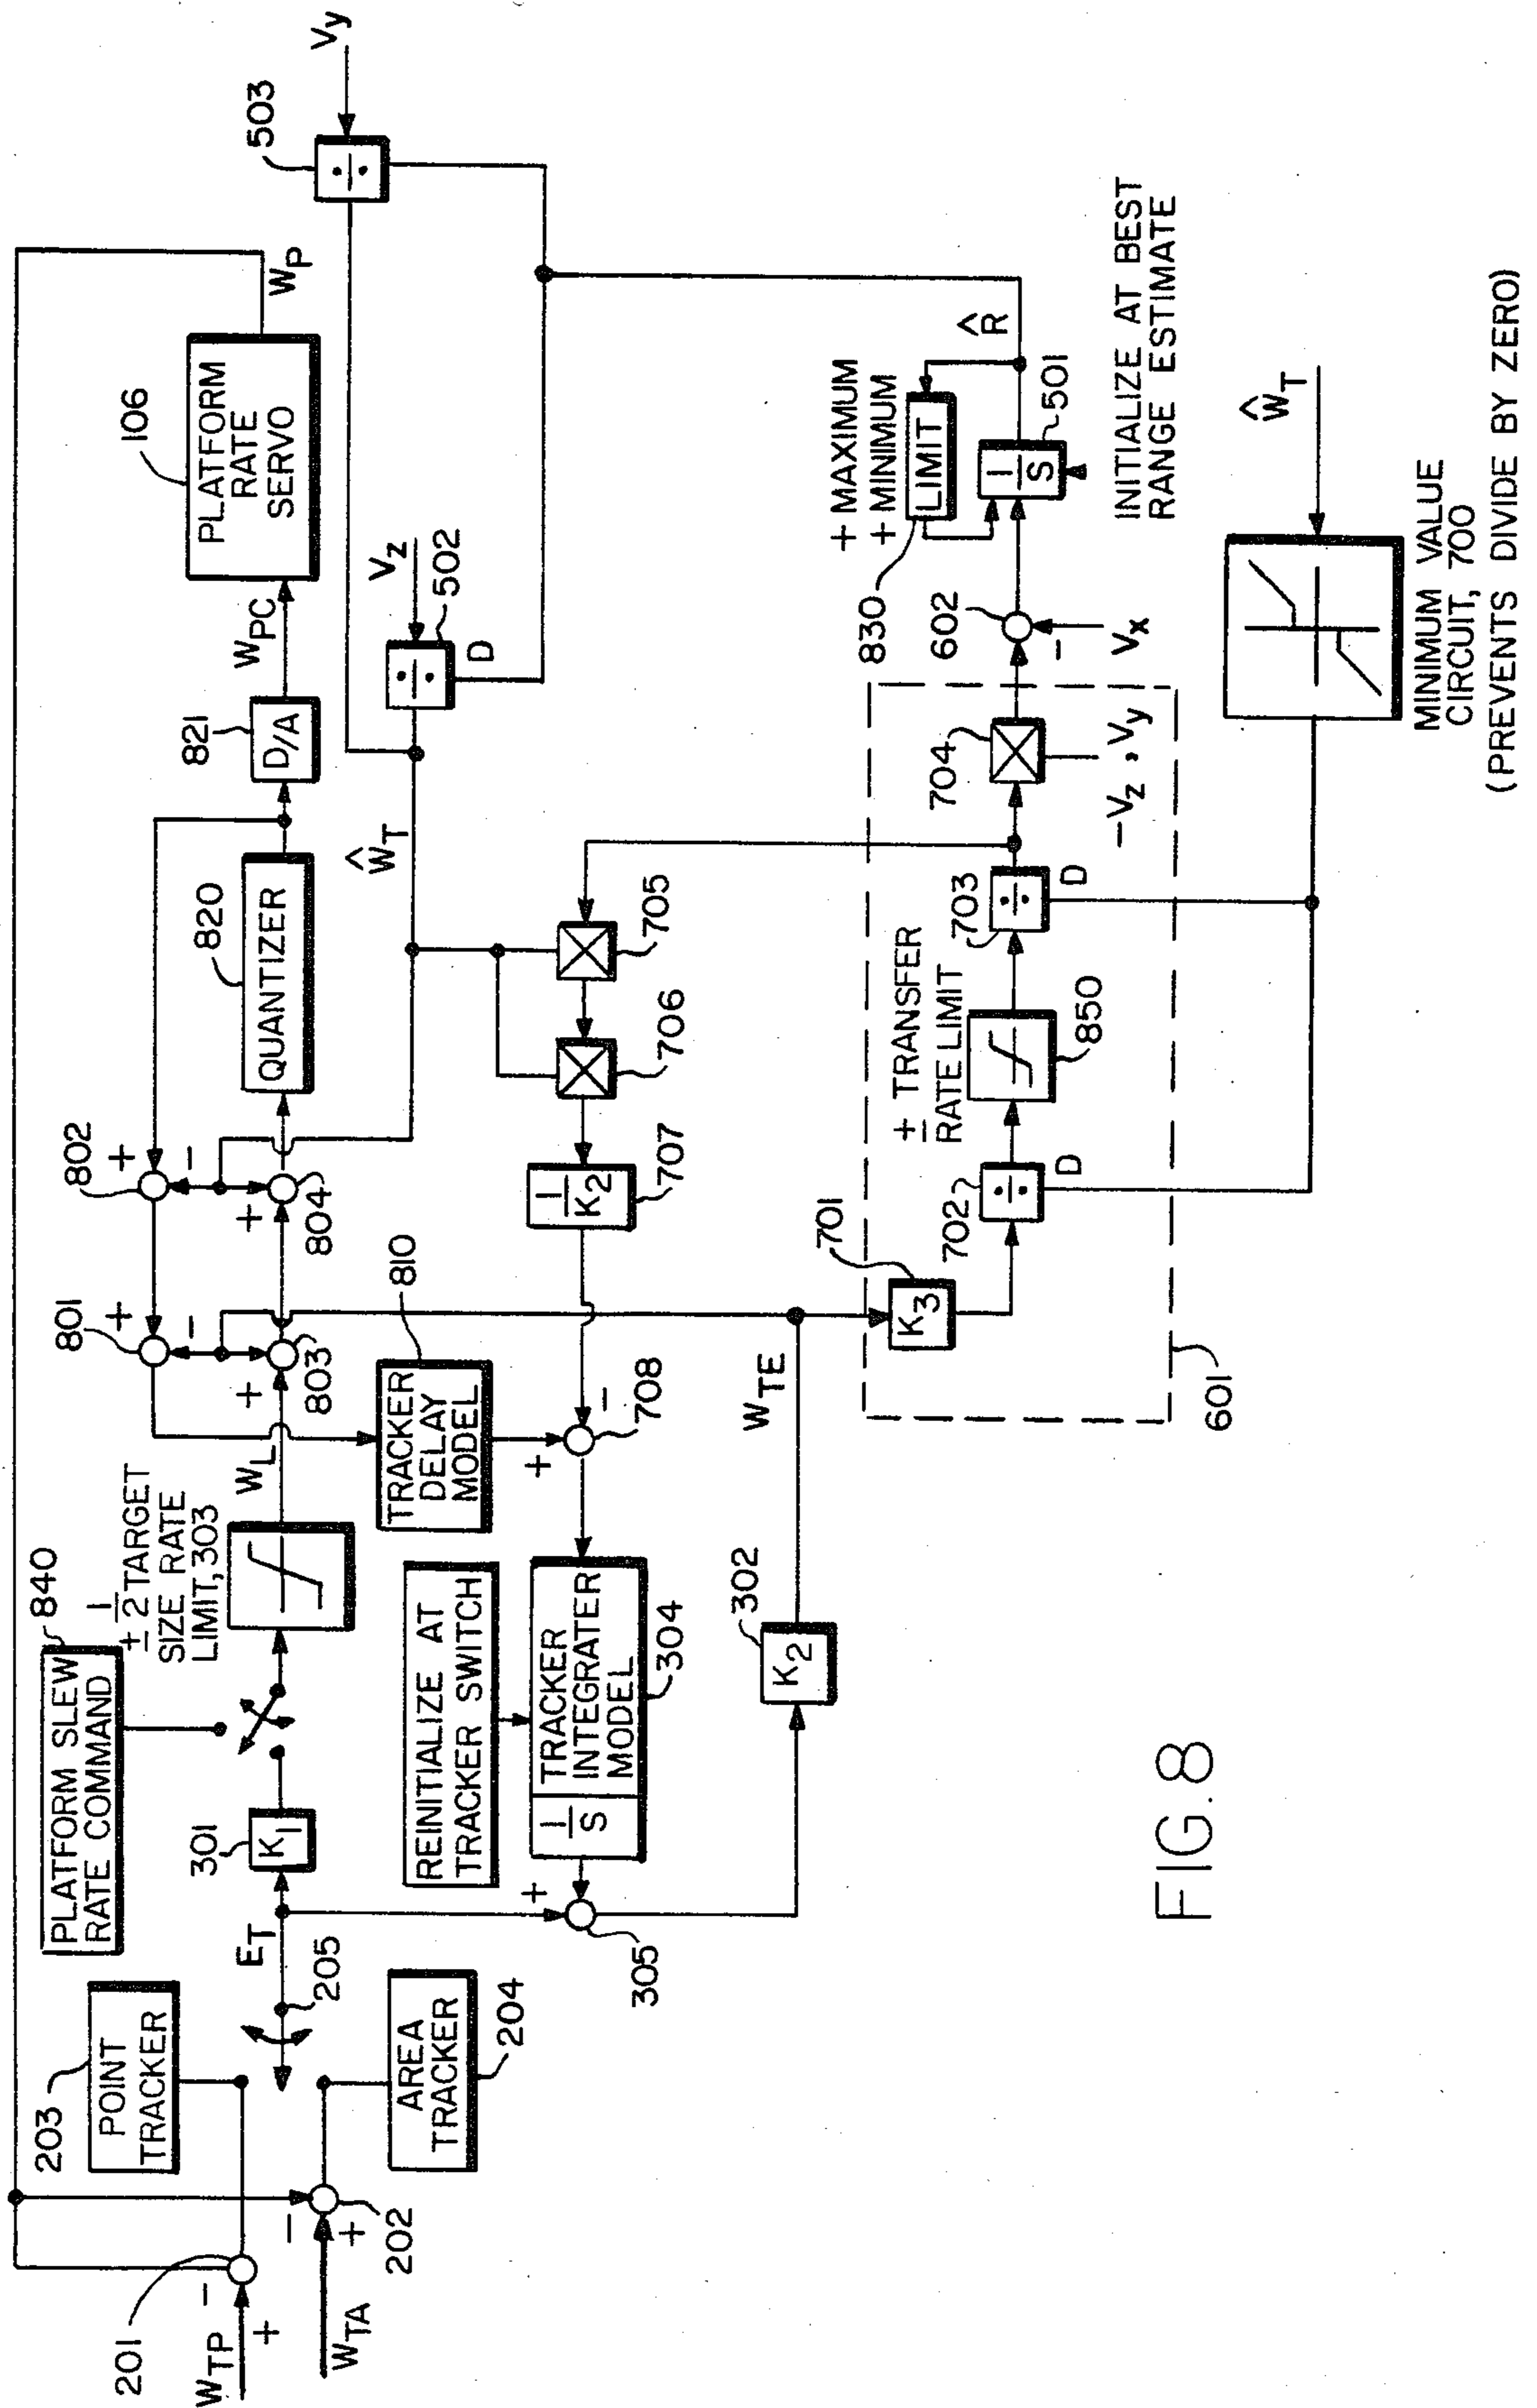 W_TP
+
-
201
W_TA
+
-
202
203
POINT
TRACKER
AREA
TRACKER
204
205
E_T
301
K_1
PLATFORM SLEW
RATE COMMAND
840
± 1/2 TARGET
SIZE RATE
LIMIT, 303
W_L
801
+
-
802
+
-
+
803
+
804
QUANTIZER
820
D/A
821
W_PC
PLATFORM
RATE
SERVO
106
W_P
503
÷
V_y
V_z
÷
502
D
Ŵ_T
REINITIALIZE AT
TRACKER SWITCH
TRACKER
DELAY
MODEL
810
+
305
1/S
TRACKER
INTEGRATER
MODEL
304
+
-
708
1/K_2
707
706
705
K_2
302
W_TE
701
K_3
702
÷
D
± TRANSFER
RATE LIMIT
850
703
÷
D
704
-V_z, V_y
601
602
-
V_x
830
+ MAXIMUM
+ MINIMUM
LIMIT
1/S
501
R̂
INITIALIZE AT BEST
RANGE ESTIMATE
Ŵ_T
MINIMUM VALUE
CIRCUIT, 700
(PREVENTS DIVIDE BY ZERO)
FIG. 8